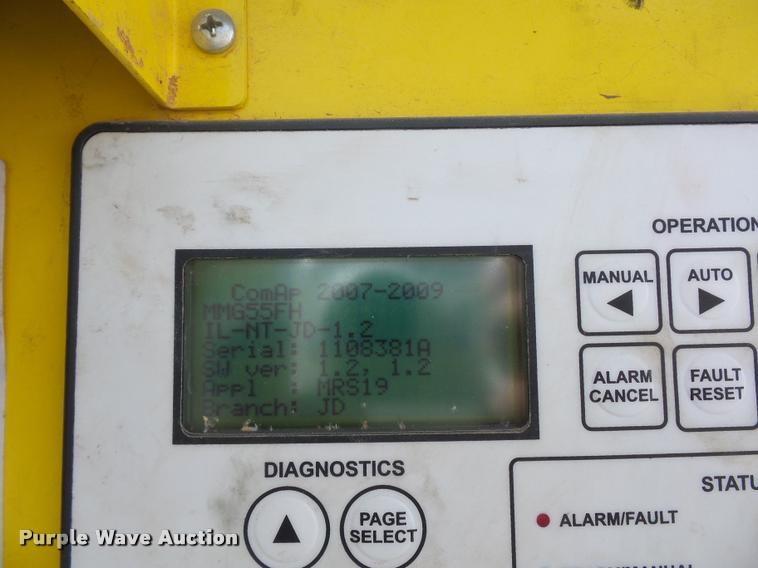 ComAp 2007-2009
MMG55FH
IL-NT-JD-1.2
Serial: 1108381A
SW ver: 1.2, 1.2
Appl : MRS19
Branch: JD
OPERATION
MANUAL
AUTO
ALARM CANCEL
FAULT RESET
DIAGNOSTICS
PAGE SELECT
STATU
ALARM/FAULT
Purple Wave Auction